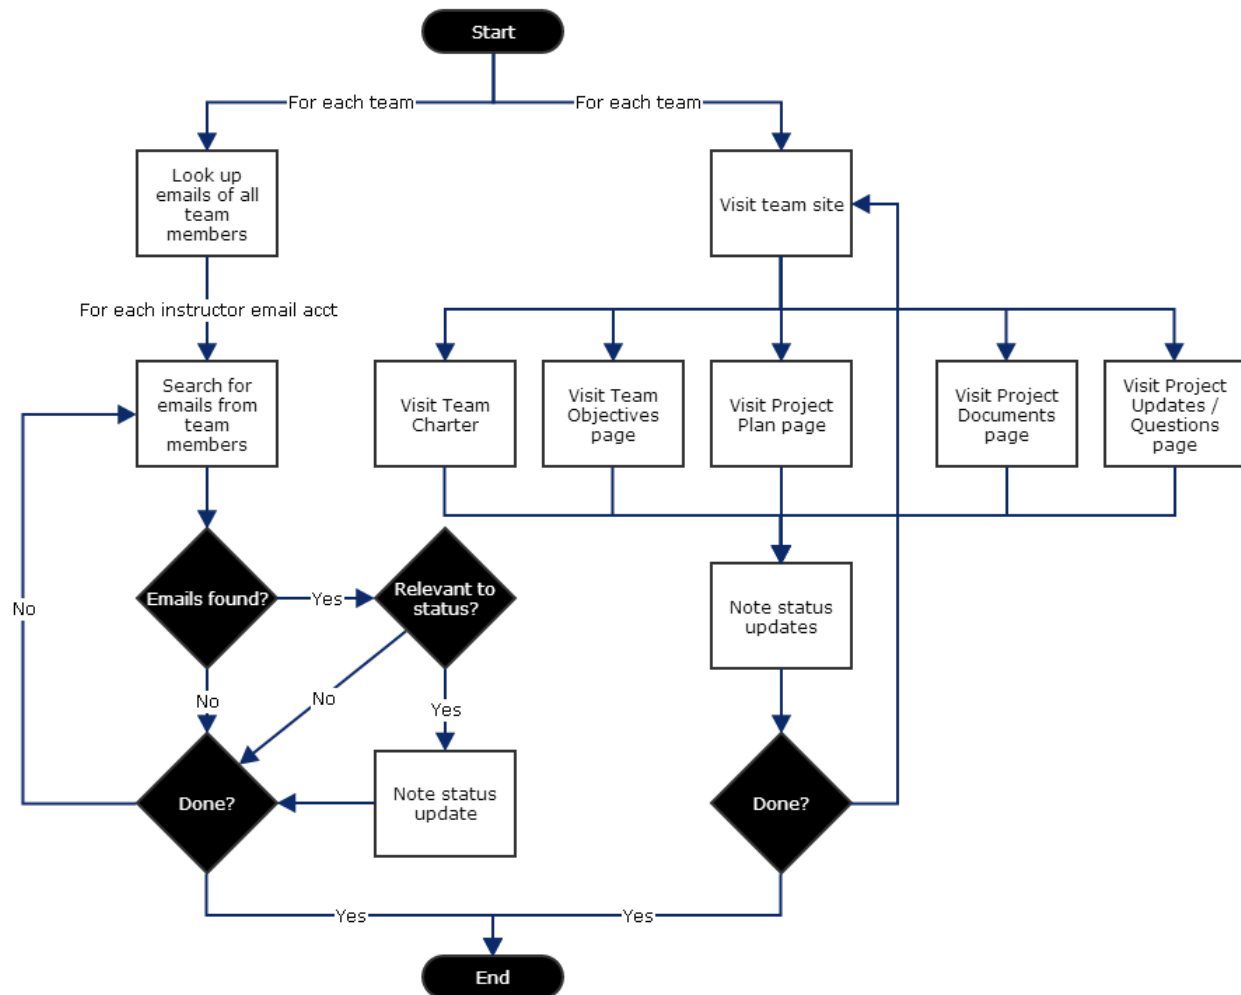 Start
For each team
For each team
Look up
emails of all
team
members
Visit team site
For each instructor email acct
Search for
emails from
team
members
Visit Team
Charter
Visit Team
Objectives
page
Visit Project
Plan page
Visit Project
Documents
page
Visit Project
Updates /
Questions
page
Emails found?
Yes
Relevant to
status?
Note status
updates
No
No
No
Yes
Done?
Note status
update
Done?
Yes
Yes
End